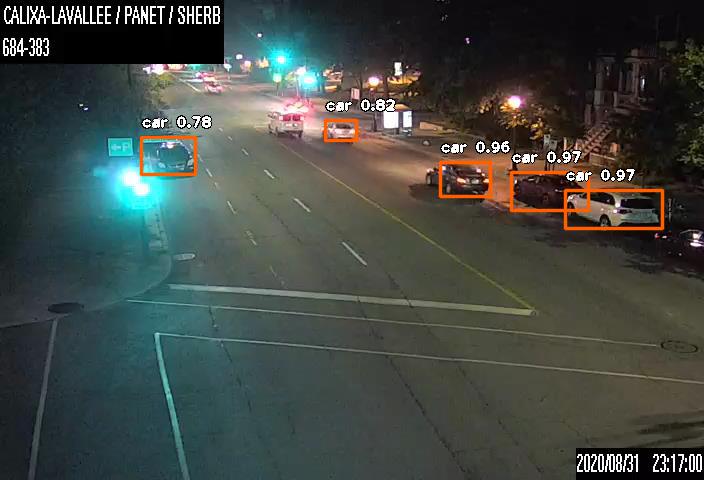 CALIXA-LAVALLEE / PANET / SHERB
684-383
car 0.82
car 0.78
car 0.96
car 0.97
car 0.97
←P
2020/08/31 23:17:00